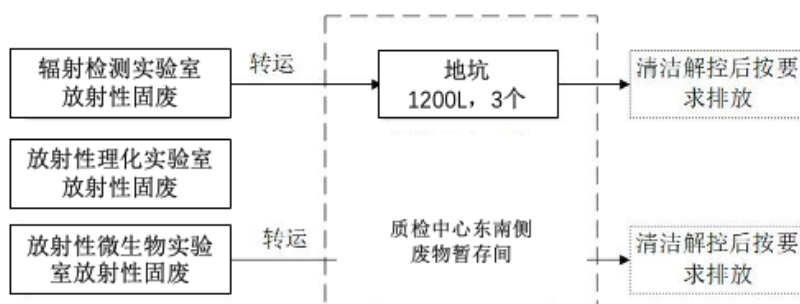 辐射检测实验室
放射性固废
转运
地坑
1200L，3个
清洁解控后按要
求排放
放射性理化实验室
放射性固废
放射性微生物实验
室放射性固废
转运
质检中心东南侧
废物暂存间
清洁解控后按要
求排放